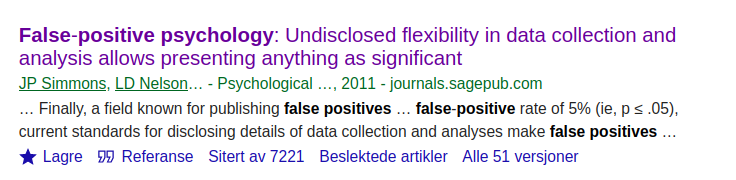 False-positive psychology: Undisclosed flexibility in data collection and
analysis allows presenting anything as significant
JP Simmons, LD Nelson… - Psychological …, 2011 - journals.sagepub.com
… Finally, a field known for publishing false positives … false-positive rate of 5% (ie, p ≤ .05),
current standards for disclosing details of data collection and analyses make false positives …
Lagre Referanse Sitert av 7221 Beslektede artikler Alle 51 versjoner